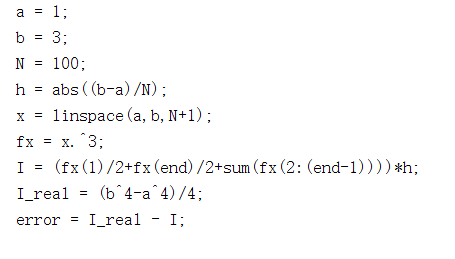 a = 1;
b = 3;
N = 100;
h = abs((b-a)/N);
x = linspace(a,b,N+1);
fx = x.^3;
I = (fx(1)/2+fx(end)/2+sum(fx(2:(end-1))))*h;
I_real = (b^4-a^4)/4;
error = I_real - I;